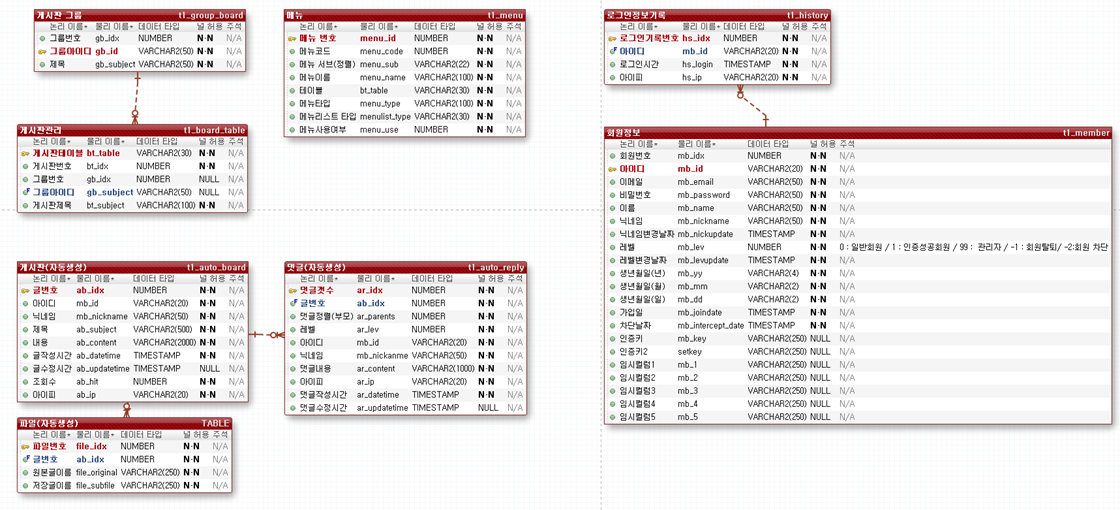 게시판 그룹 t1_group_board
논리 이름 물리 이름 데이터 타입 널 허용 주석
그룹번호 gb_idx NUMBER N·N N/A
그룹아이디 gb_id VARCHAR2(50) N·N N/A
제목 gb_subject VARCHAR2(50) N·N N/A
게시판관리 t1_board_table
논리 이름 물리 이름 데이터 타입 널 허용 주석
게시판테이블 bt_table VARCHAR2(30) N·N N/A
게시판번호 bt_idx NUMBER N·N N/A
그룹번호 gb_idx NUMBER NULL N/A
그룹아이디 gb_subject VARCHAR2(50) NULL N/A
게시판제목 bt_subject VARCHAR2(100) N·N N/A
메뉴 t1_menu
논리 이름 물리 이름 데이터 타입 널 허용 주석
메뉴 번호 menu_id NUMBER N·N N/A
메뉴코드 menu_code NUMBER N·N N/A
메뉴 서브(정렬) menu_sub VARCHAR2(22) N·N N/A
메뉴이름 menu_name VARCHAR2(100) N·N N/A
테이블 bt_table VARCHAR2(30) N·N N/A
메뉴타입 menu_type VARCHAR2(100) N·N N/A
메뉴리스트 타입 menulist_type VARCHAR2(30) N·N N/A
메뉴사용여부 menu_use NUMBER N·N N/A
로그인정보기록 t1_history
논리 이름 물리 이름 데이터 타입 널 허용 주석
로그인기록번호 hs_idx NUMBER N·N N/A
아이디 mb_id VARCHAR2(20) N·N N/A
로그인시간 hs_login TIMESTAMP N·N N/A
아이피 hs_ip VARCHAR2(20) N·N N/A
회원정보 t1_member
논리 이름 물리 이름 데이터 타입 널 허용 주석
회원번호 mb_idx NUMBER N·N N/A
아이디 mb_id VARCHAR2(20) N·N N/A
이메일 mb_email VARCHAR2(50) N·N N/A
비밀번호 mb_password VARCHAR2(50) N·N N/A
이름 mb_name VARCHAR2(50) N·N N/A
닉네임 mb_nickname VARCHAR2(50) N·N N/A
닉네임변경날짜 mb_nickupdate TIMESTAMP N·N N/A
레벨 mb_lev NUMBER N·N 0 : 일반회원 / 1 : 인증성공회원 / 99 : 관리자 / -1 : 회원탈퇴/ -2:회원 차단
레벨변경날짜 mb_levupdate TIMESTAMP N·N N/A
생년월일(년) mb_yy VARCHAR2(4) N·N N/A
생년월일(월) mb_mm VARCHAR2(2) N·N N/A
생년월일(일) mb_dd VARCHAR2(2) N·N N/A
가입일 mb_joindate TIMESTAMP N·N N/A
차단날짜 mb_intercept_date TIMESTAMP N·N N/A
인증키 mb_key VARCHAR2(250) NULL N/A
인증키2 setkey VARCHAR2(250) NULL N/A
임시컬럼1 mb_1 VARCHAR2(250) NULL N/A
임시컬럼2 mb_2 VARCHAR2(250) NULL N/A
임시컬럼3 mb_3 VARCHAR2(250) NULL N/A
임시컬럼4 mb_4 VARCHAR2(250) NULL N/A
임시컬럼5 mb_5 VARCHAR2(250) NULL N/A
게시판(자동생성) t1_auto_board
논리 이름 물리 이름 데이터 타입 널 허용 주석
글번호 ab_idx NUMBER N·N N/A
아이디 mb_id VARCHAR2(20) N·N N/A
닉네임 mb_nickname VARCHAR2(50) N·N N/A
제목 ab_subject VARCHAR2(500) N·N N/A
내용 ab_content VARCHAR2(2000) N·N N/A
글작성시간 ab_datetime TIMESTAMP N·N N/A
글수정시간 ab_updatetime TIMESTAMP NULL N/A
조회수 ab_hit NUMBER N·N N/A
아이피 ab_ip VARCHAR2(20) N·N N/A
댓글(자동생성) t1_auto_reply
논리 이름 물리 이름 데이터 타입 널 허용 주석
댓글갯수 ar_idx NUMBER N·N N/A
글번호 ab_idx NUMBER N·N N/A
댓글정렬(부모) ar_parents NUMBER N·N N/A
레벨 ar_lev NUMBER N·N N/A
아이디 mb_id VARCHAR2(20) N·N N/A
닉네임 mb_nickanme VARCHAR2(50) N·N N/A
댓글내용 ar_content VARCHAR2(1000) N·N N/A
아이피 ar_ip VARCHAR2(20) N·N N/A
댓글작성시간 ar_datetime TIMESTAMP N·N N/A
댓글수정시간 ar_updatetime TIMESTAMP NULL N/A
파일(자동생성) TABLE
논리 이름 물리 이름 데이터 타입 널 허용 주석
파일번호 file_idx NUMBER N·N N/A
글번호 ab_idx NUMBER N·N N/A
원본글이름 file_original VARCHAR2(250) N·N N/A
저장글이름 file_subfile VARCHAR2(250) N·N N/A